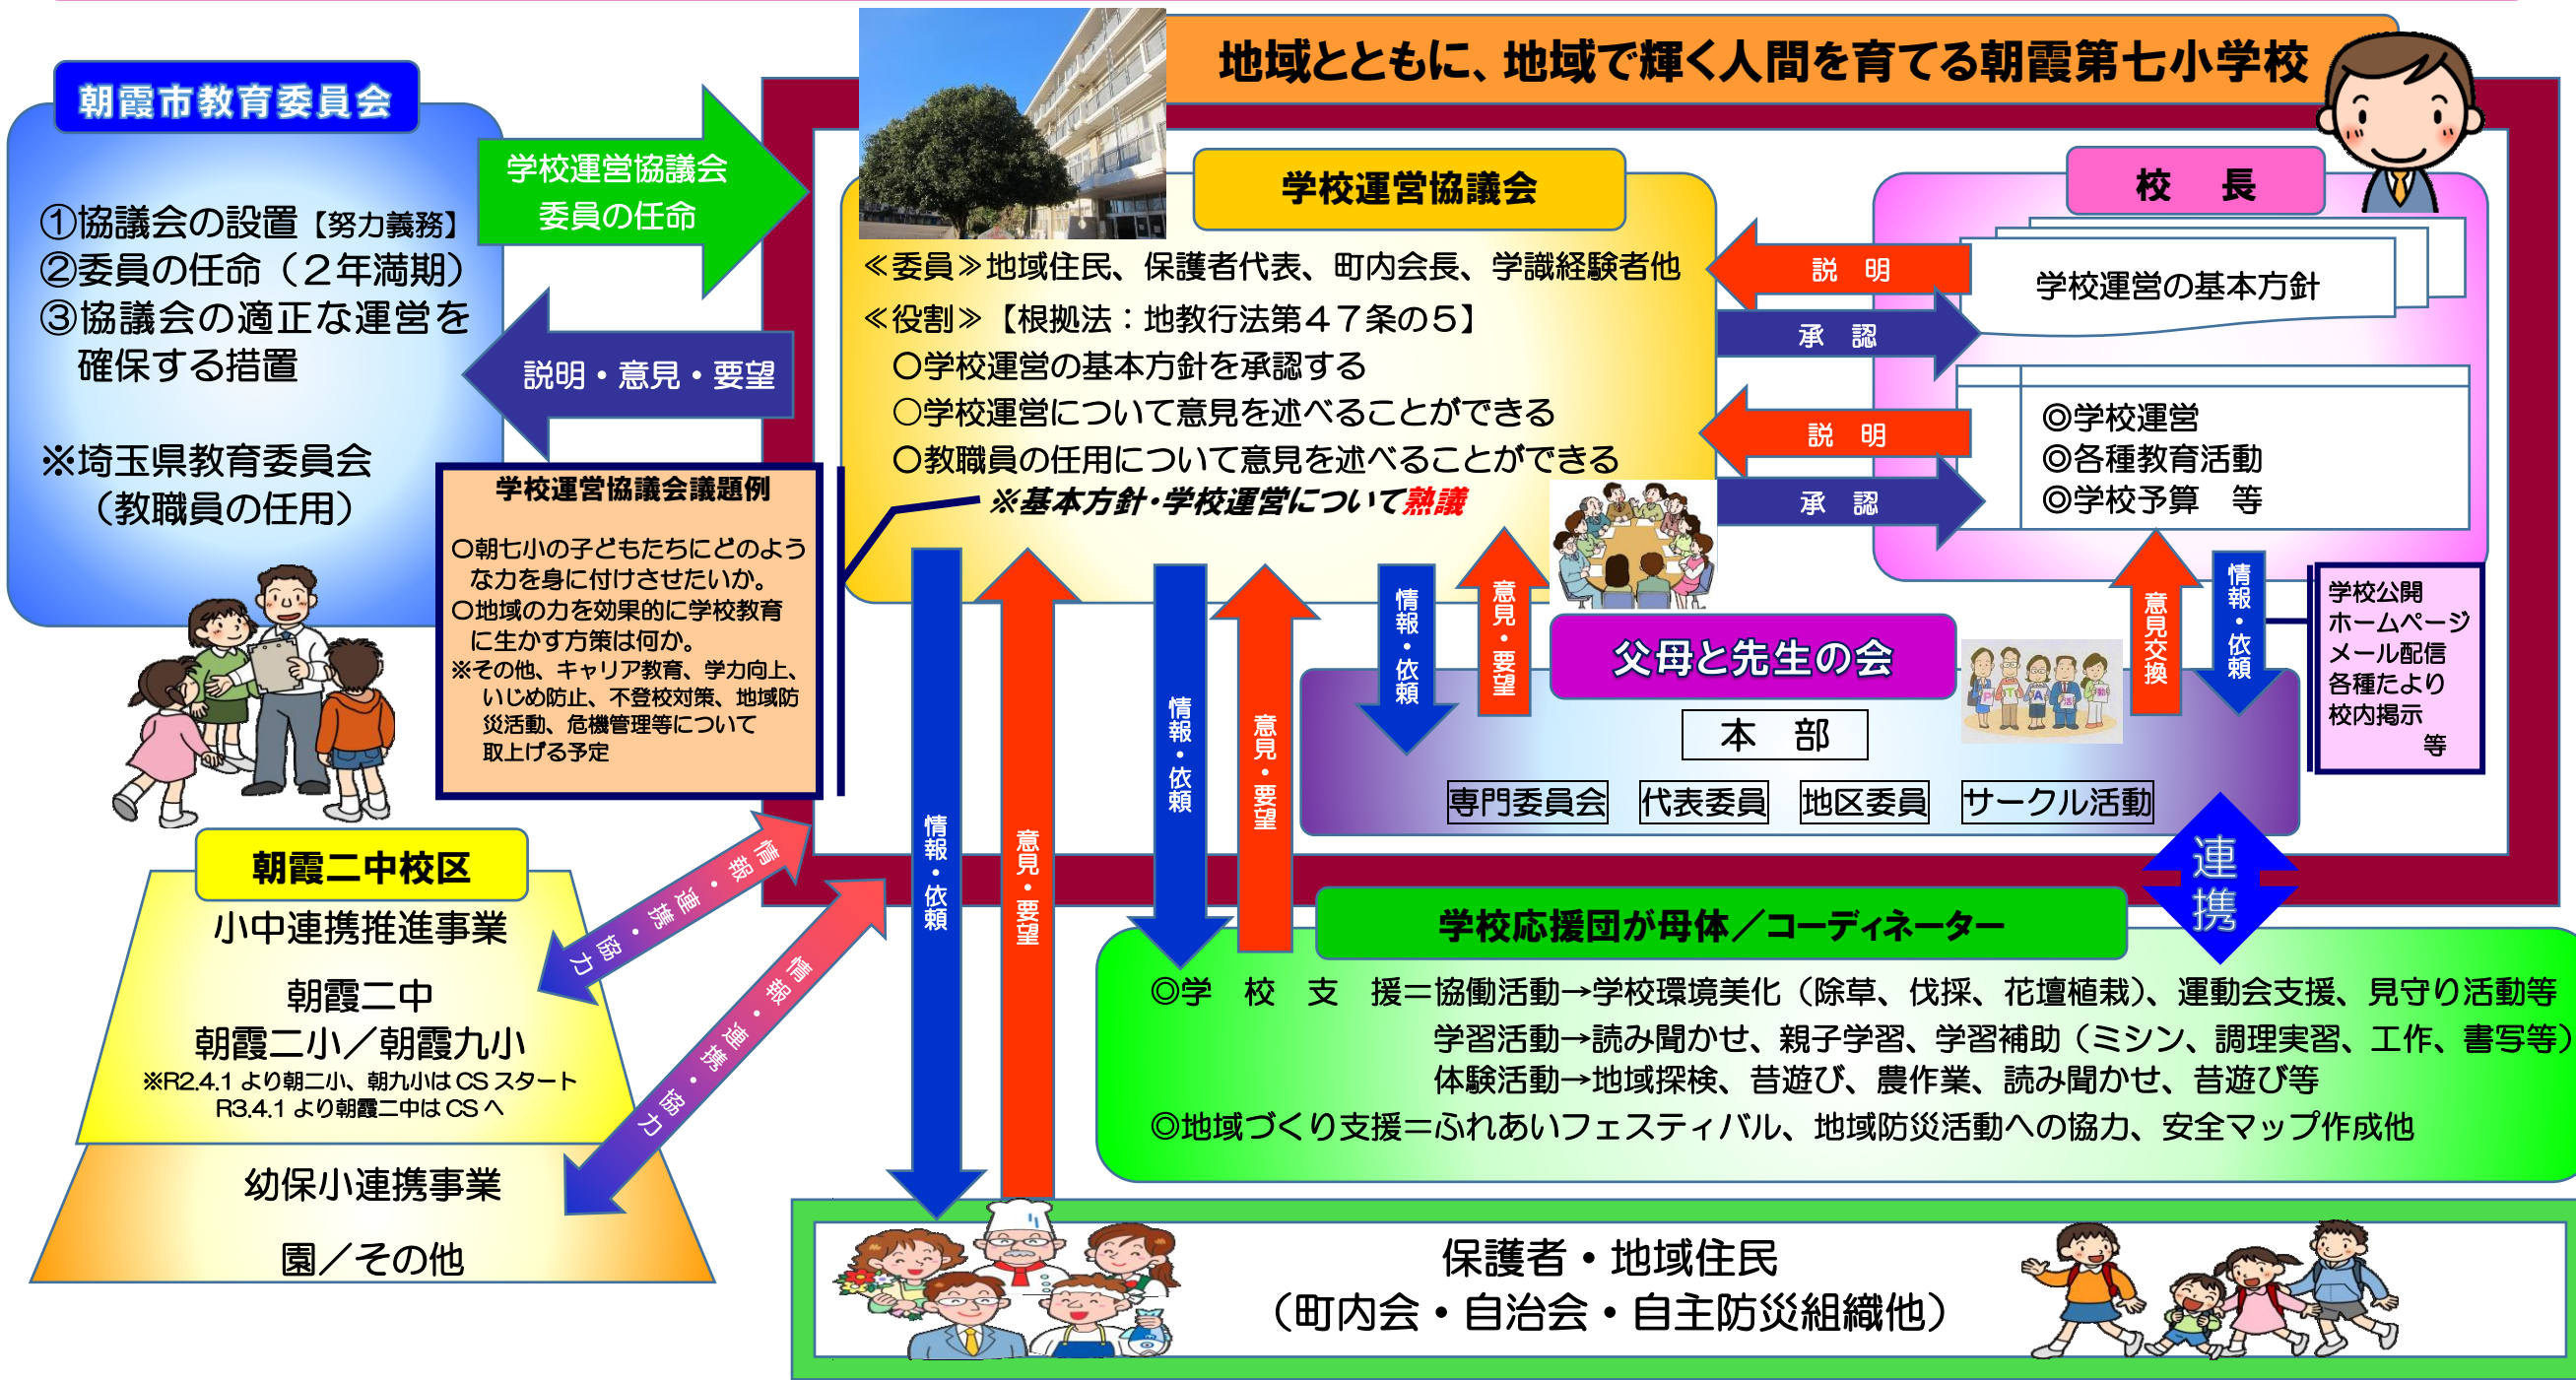 地域とともに、地域で輝く人間を育てる朝霞第七小学校
朝霞市教育委員会
①協議会の設置【努力義務】
②委員の任命（２年満期）
③協議会の適正な運営を
確保する措置
※埼玉県教育委員会
（教職員の任用）
学校運営協議会
委員の任命
説明・意見・要望
学校運営協議会
≪委員≫地域住民、保護者代表、町内会長、学識経験者他
≪役割≫【根拠法：地教行法第４７条の５】
〇学校運営の基本方針を承認する
○学校運営について意見を述べることができる
〇教職員の任用について意見を述べることができる
※基本方針・学校運営について熟議
校　長
学校運営の基本方針
説　明
承　認
◎学校運営
◎各種教育活動
◎学校予算　等
説　明
承　認
学校運営協議会議題例
〇朝七小の子どもたちにどのよう
な力を身に付けさせたいか。
〇地域の力を効果的に学校教育
に生かす方策は何か。
※その他、キャリア教育、学力向上、
いじめ防止、不登校対策、地域防
災活動、危機管理等について
取上げる予定
情報・依頼
意見・要望
情報・依頼
意見・要望
情報・依頼
意見・要望
意見交換
情報・依頼
学校公開
ホームページ
メール配信
各種たより
校内掲示
等
父母と先生の会
PTA活動
本　部
専門委員会　代表委員　地区委員　サークル活動
連携
朝霞二中校区
小中連携推進事業
朝霞二中
朝霞二小／朝霞九小
※R2.4.1 より朝二小、朝九小は CS スタート
R3.4.1 より朝霞二中は CS へ
幼保小連携事業
園／その他
情報・連携・協力
情報・連携・協力
学校応援団が母体／コーディネーター
◎学　校　支　援＝協働活動→学校環境美化（除草、伐採、花壇植栽）、運動会支援、見守り活動等
学習活動→読み聞かせ、親子学習、学習補助（ミシン、調理実習、工作、書写等）
体験活動→地域探検、昔遊び、農作業、読み聞かせ、昔遊び等
◎地域づくり支援＝ふれあいフェスティバル、地域防災活動への協力、安全マップ作成他
保護者・地域住民
（町内会・自治会・自主防災組織他）